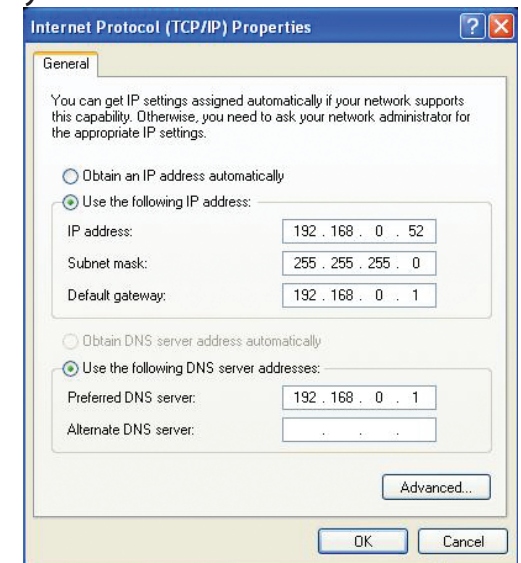 Internet Protocol (TCP/IP) Properties
General
You can get IP settings assigned automatically if your network supports
this capability. Otherwise, you need to ask your network administrator for
the appropriate IP settings.
Obtain an IP address automatically
Use the following IP address:
IP address: 192 . 168 . 0 . 52
Subnet mask: 255 . 255 . 255 . 0
Default gateway: 192 . 168 . 0 . 1
Obtain DNS server address automatically
Use the following DNS server addresses:
Preferred DNS server: 192 . 168 . 0 . 1
Alternate DNS server: . . .
Advanced...
OK Cancel